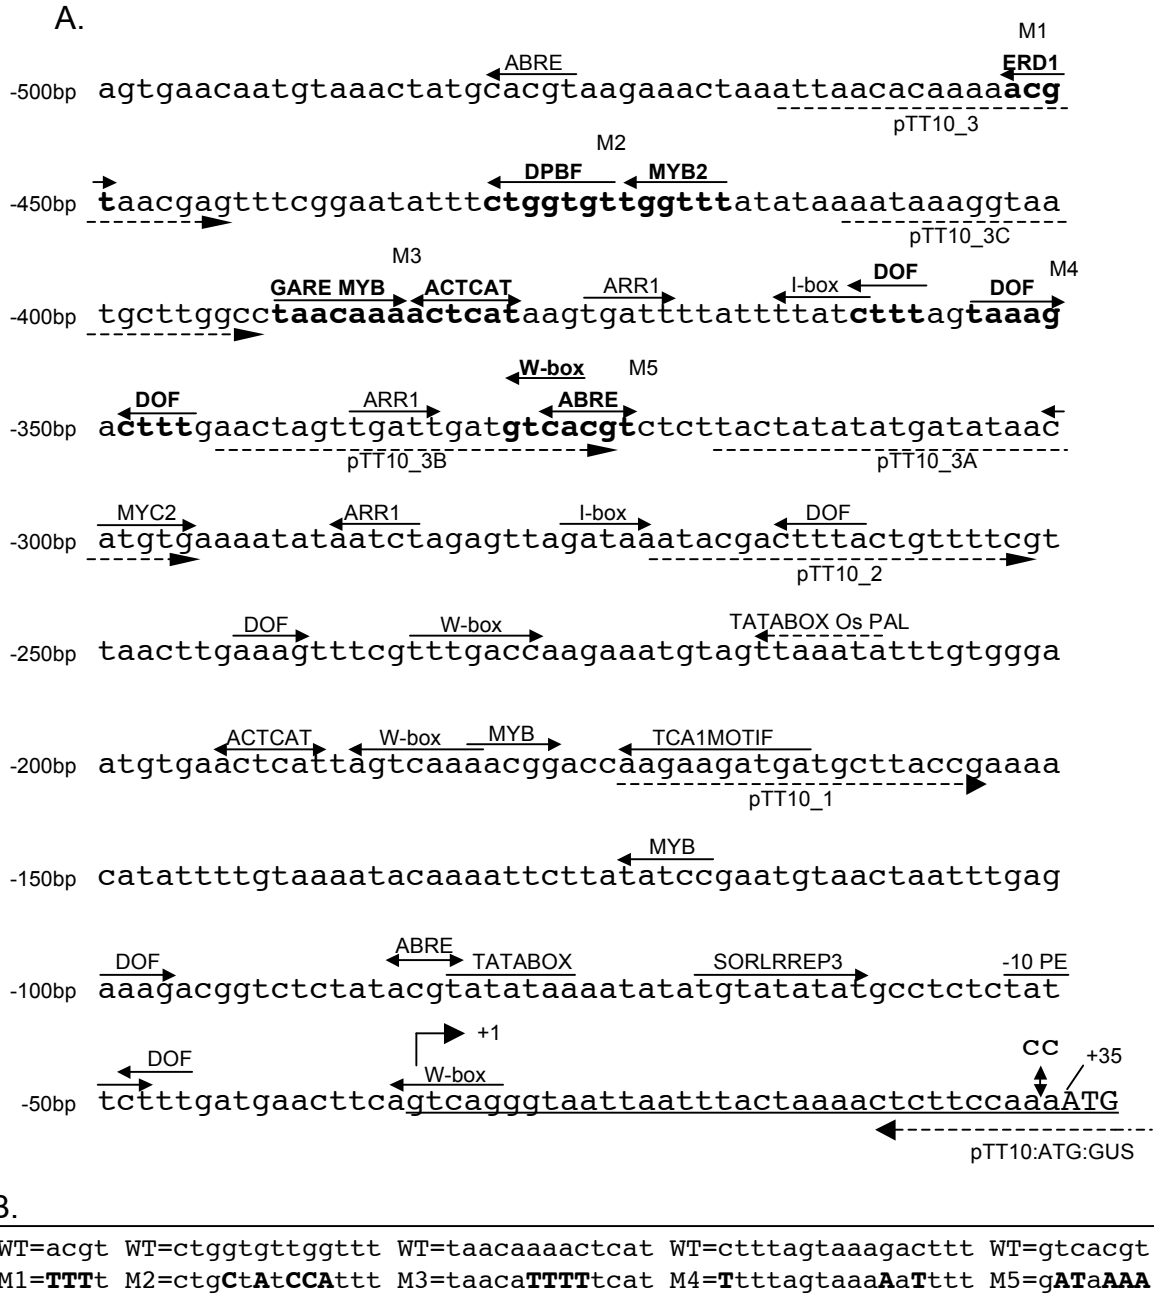 A.
M1
ABRE ERD1
-500bp agtgaacaatgtaaactatgcacgtaagaaactaaattaacacaaaaacg
pTT10_3
M2
DPBF MYB2
-450bp taacgagtttcggaatatttctggtgttggtttatataaaataaaggtaa
pTT10_3C
M3 M4
GARE MYB ACTCAT ARR1 I-box DOF DOF
-400bp tgcttggcctaacaaaactcataagtgattttattttatctttagtaaag
W-box M5
DOF ARR1 ABRE
-350bp actttgaactagttgattgatgtcacgtctcttactatatatgatataac
pTT10_3B pTT10_3A
MYC2 ARR1 I-box DOF
-300bp atgtgaaaatataatctagagttagataaatacgactttactgttttcgt
pTT10_2
DOF W-box TATABOX Os PAL
-250bp taacttgaaagtttcgtttgaccaagaaatgtagttaaatatttgtggga
ACTCAT W-box MYB TCA1MOTIF
-200bp atgtgaactcattagtcaaaacggaccaagaagatgatgcttaccgaaaa
pTT10_1
MYB
-150bp catattttgtaaaatacaaaattcttatatccgaatgtaactaatttgag
DOF ABRE TATABOX SORLRREP3 -10 PE
-100bp aaagacggtctctatacgtatataaaatatatgtatatatgcctctctat
+1 CC
DOF W-box +35
-50bp tctttgatgaacttcagtcagggtaattaatttactaaaactcttccaaaATG
pTT10:ATG:GUS
B.
WT=acgt WT=ctggtgttggttt WT=taacaaaactcat WT=ctttagtaaagacttt WT=gtcacgt
M1=TTTt M2=ctgCtAtCCAttt M3=taacaTTTTtcat M4=TtttagtaaaAaTttt M5=gATaAAA